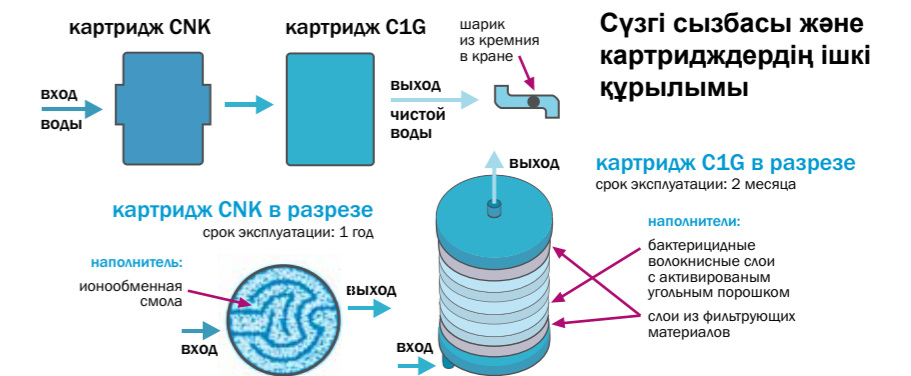 картридж CNK
картридж C1G
шарик
из кремния
в кране
Сүзгі сызбасы және
картридждердің ішкі
құрылымы
вход
воды
выход
чистой
воды
выход
картридж C1G в разрезе
срок эксплуатации: 2 месяца
картридж CNK в разрезе
срок эксплуатации: 1 год
наполнители:
бактерицидные
волокнисные слои
с активированым
угольным порошком
слои из фильтрующих
материалов
наполнитель:
ионообменная
смола
выход
вход
вход